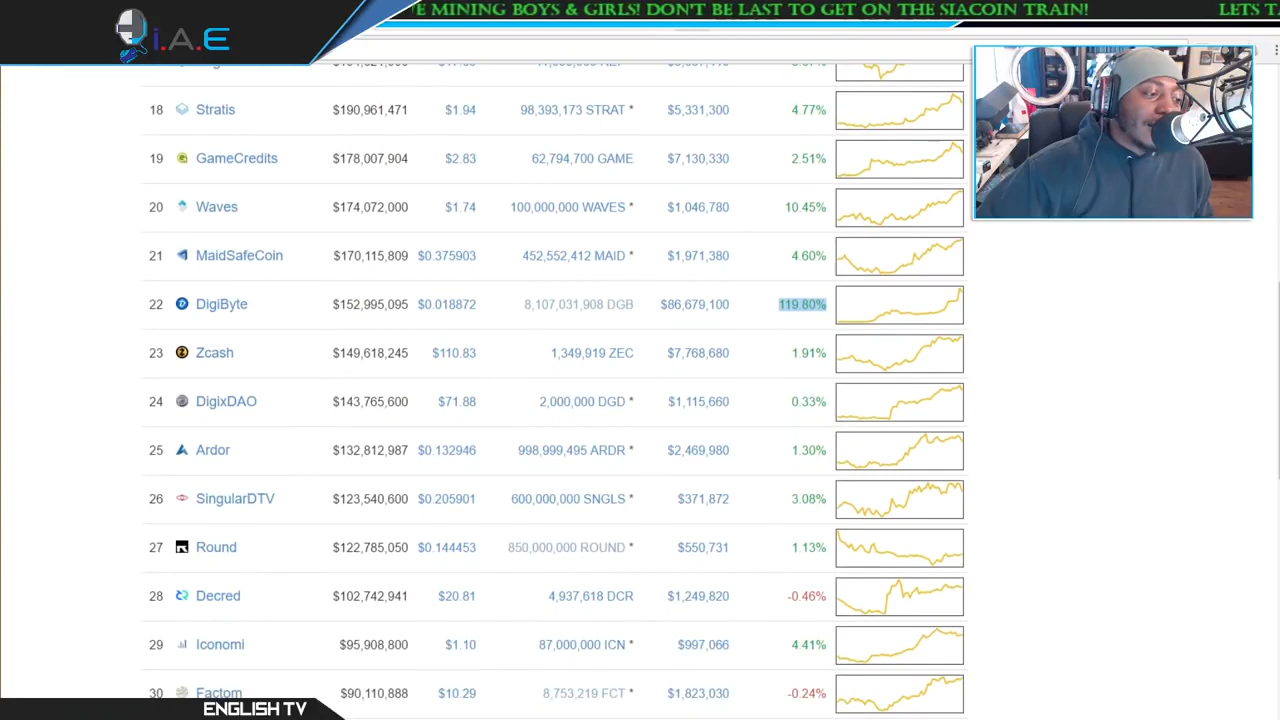 E MINING BOYS & GIRLS! DON'T BE LAST TO GET ON THE SIACOIN TRAIN! LETS T
i.A.E
18 Stratis $190,961,471 $1.94 98,393,173 STRAT * $5,331,300 4.77%
19 GameCredits $178,007,904 $2.83 62,794,700 GAME $7,130,330 2.51%
20 Waves $174,072,000 $1.74 100,000,000 WAVES * $1,046,780 10.45%
21 MaidSafeCoin $170,115,809 $0.375903 452,552,412 MAID * $1,971,380 4.60%
22 DigiByte $152,995,095 $0.018872 8,107,031,908 DGB $86,679,100 119.80%
23 Zcash $149,618,245 $110.83 1,349,919 ZEC $7,768,680 1.91%
24 DigixDAO $143,765,600 $71.88 2,000,000 DGD * $1,115,660 0.33%
25 Ardor $132,812,987 $0.132946 998,999,495 ARDR * $2,469,980 1.30%
26 SingularDTV $123,540,600 $0.205901 600,000,000 SNGLS * $371,872 3.08%
27 Round $122,785,050 $0.144453 850,000,000 ROUND * $550,731 1.13%
28 Decred $102,742,941 $20.81 4,937,618 DCR $1,249,820 -0.46%
29 Iconomi $95,908,800 $1.10 87,000,000 ICN * $997,066 4.41%
30 Factom $90,110,888 $10.29 8,753,219 FCT * $1,823,030 -0.24%
ENGLISH TV